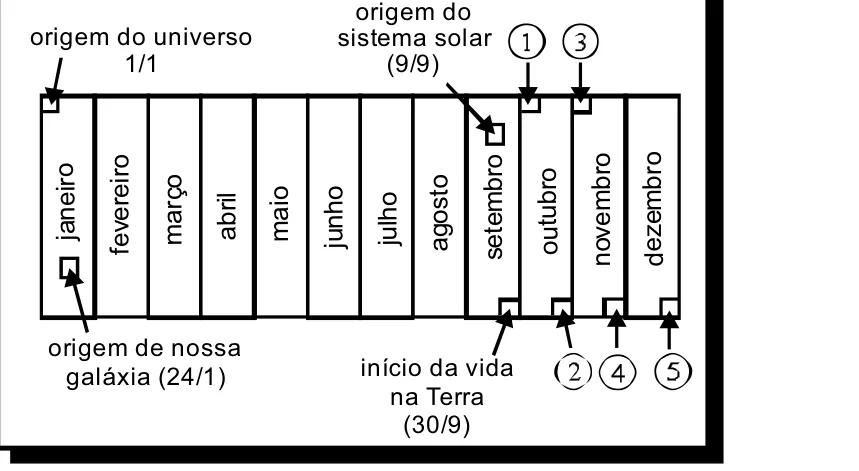 origem do
sistema solar
(9/9)
origem do universo
1/1
1
3
janeiro
fevereiro
março
abril
maio
junho
julho
agosto
setembro
outubro
novembro
dezembro
origem de nossa
galáxia (24/1)
início da vida
na Terra
(30/9)
2
4
5